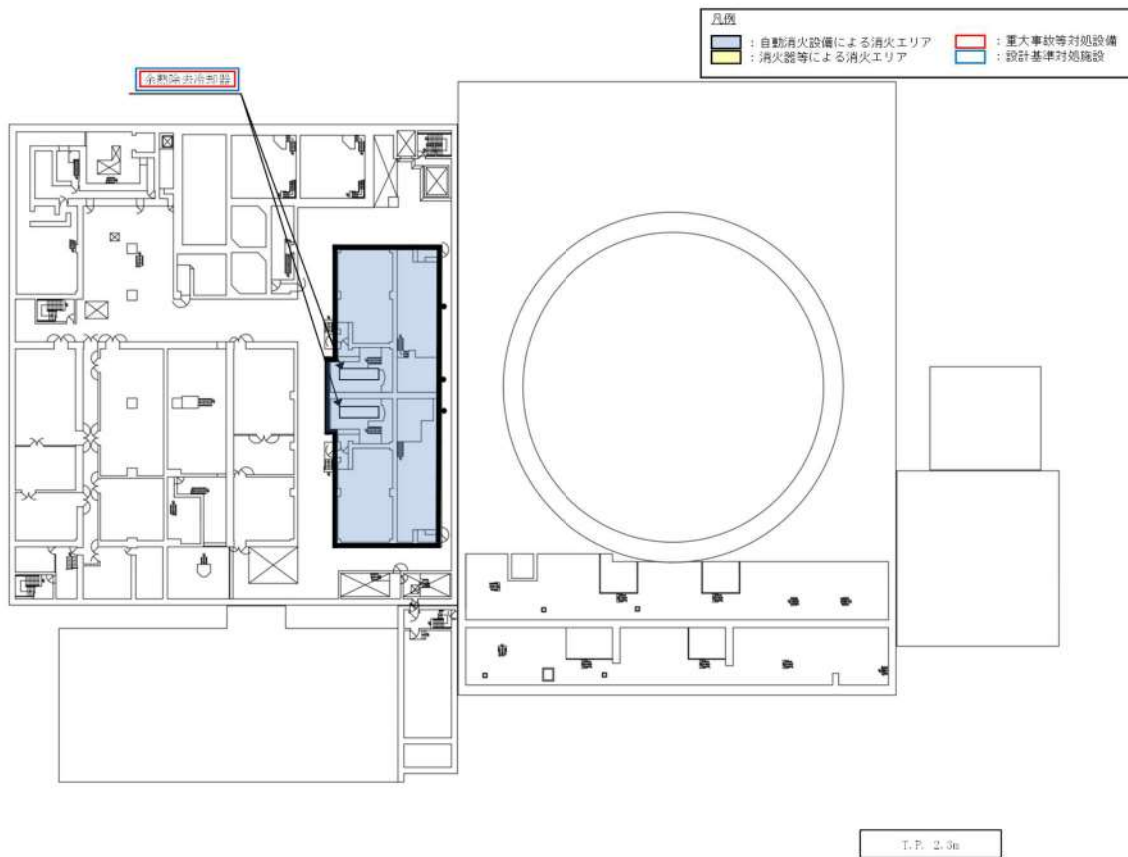 凡例
：自動消火設備による消火エリア
：重大事故等対処設備
：消火器等による消火エリア
：設計基準対処施設
余熱除去冷却器
T.P. 2.3m